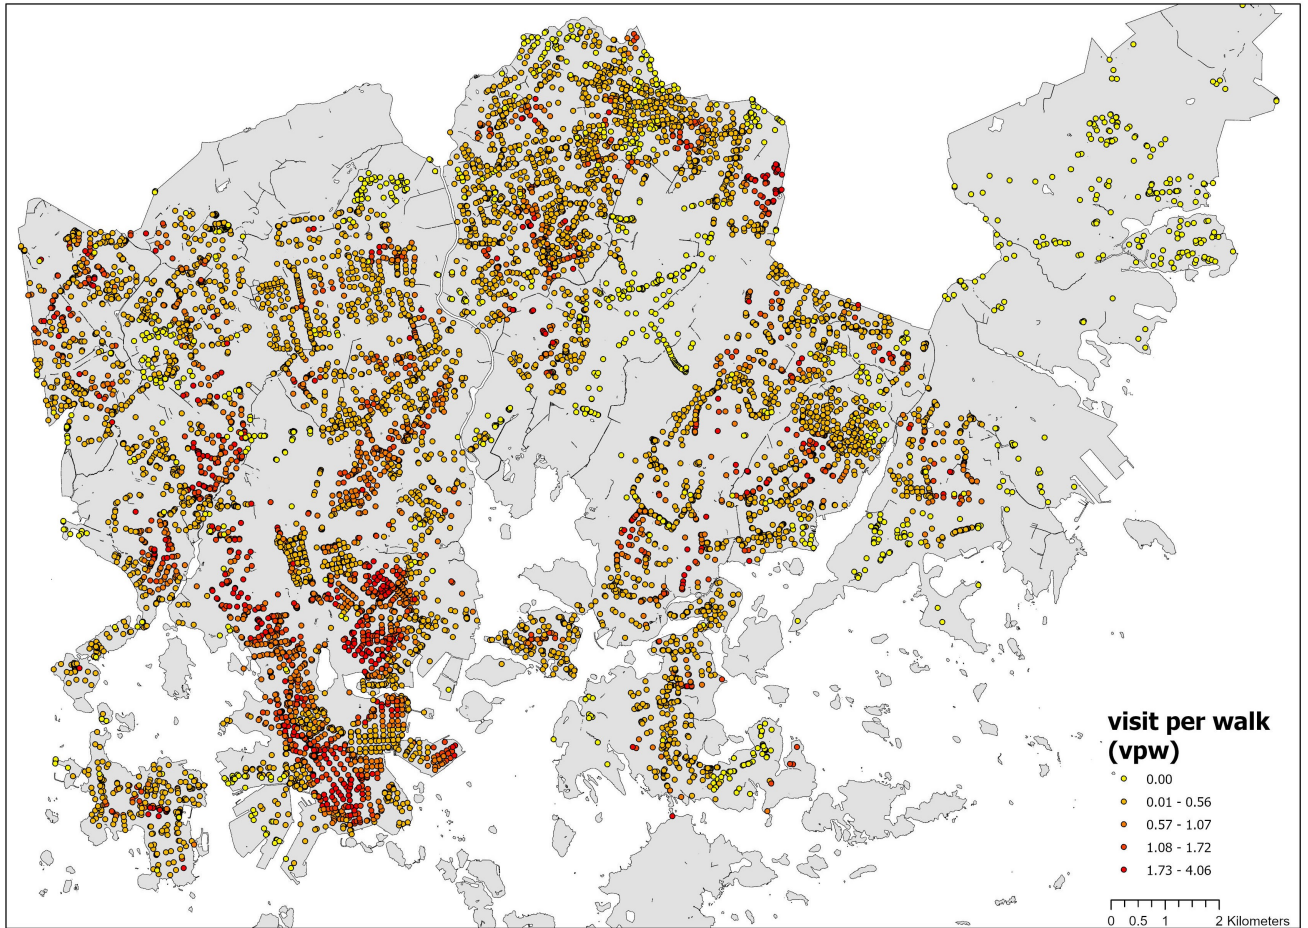 visit per walk
(vpw)
0.00
0.01 - 0.56
0.57 - 1.07
1.08 - 1.72
1.73 - 4.06
0 0.5 1 2 Kilometers